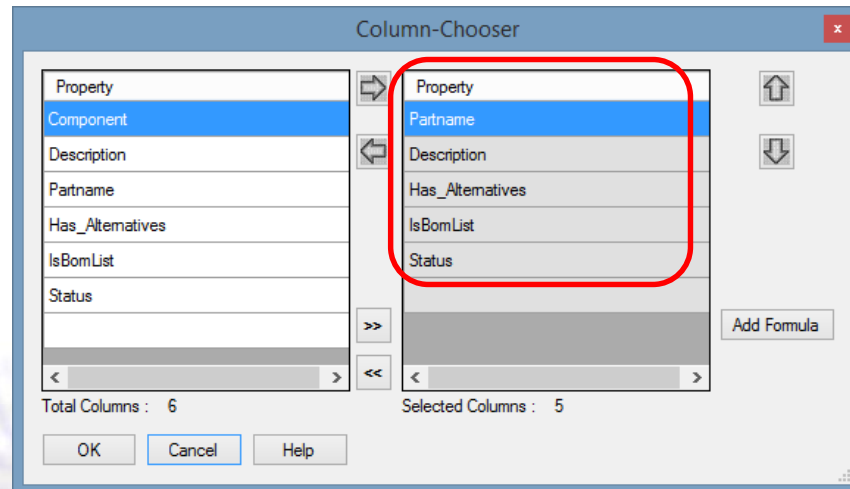 Column-Chooser
x
Property
Component
Description
Partname
Has_Alternatives
IsBomList
Status
>>
<<
Property
Partname
Description
Has_Alternatives
IsBomList
Status
Add Formula
Total Columns : 6
Selected Columns : 5
OK
Cancel
Help